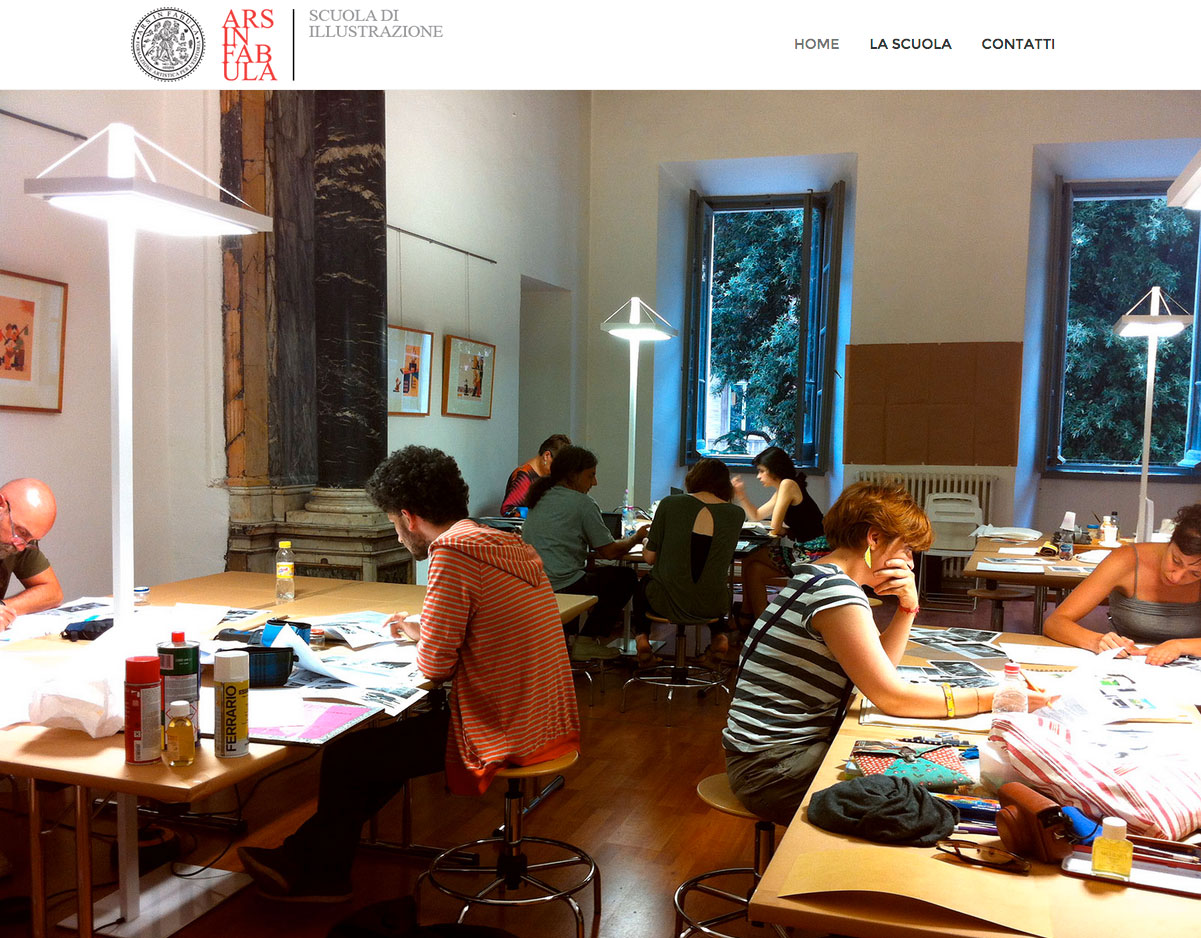 ARS IN FABULA
ARS
IN
FAB
ULA
SCUOLA DI
ILLUSTRAZIONE
HOME
LA SCUOLA
CONTATTI
FERRARIO